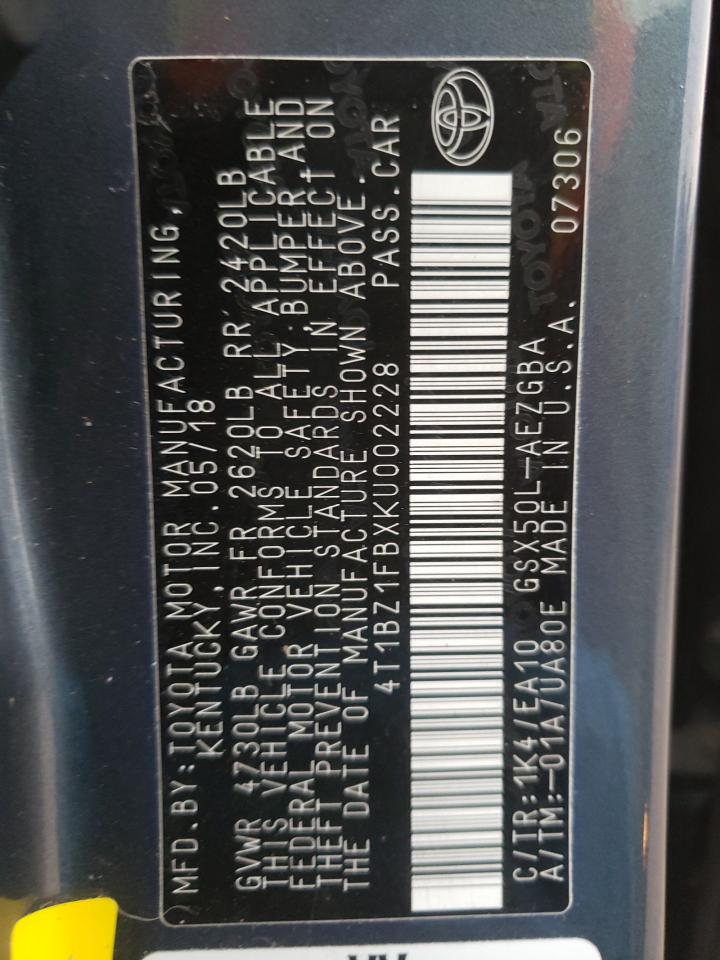 MFD.BY:TOYOTA MOTOR MANUFACTURING,
KENTUCKY, INC. 05/18
GVWR 4730LB GAWR FR 2620LB RR 2420LB
THIS VEHICLE CONFORMS TO ALL APPLICABLE
FEDERAL MOTOR VEHICLE SAFETY, BUMPER, AND
THEFT PREVENTION STANDARDS IN EFFECT ON
THE DATE OF MANUFACTURE SHOWN ABOVE.
4T1BZ1FBXKU002228 PASS.CAR
C/TR:1K4/EA10 GSX50L-AEZGBA
A/TM:-01A/UA80E MADE IN U.S.A. 07306